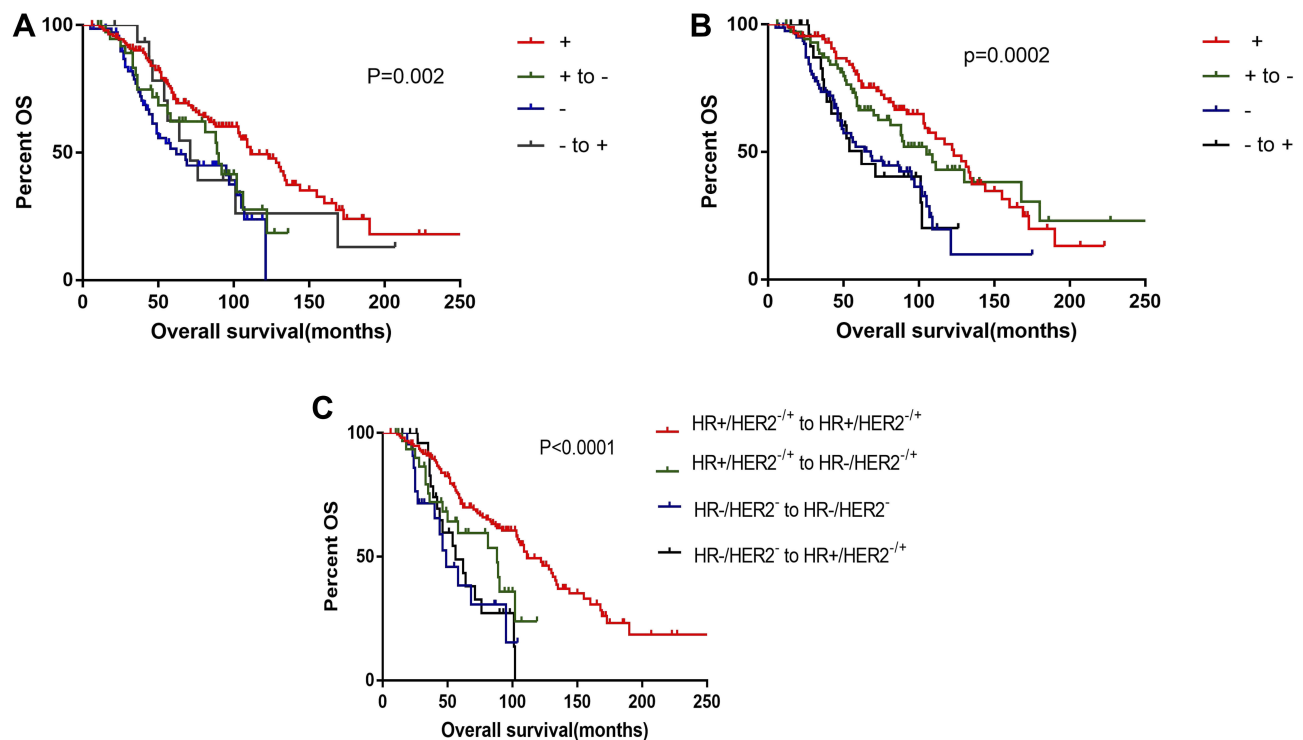 A
100
50
0
Percent OS
P=0.002
+
+ to -
-
- to +
0 50 100 150 200 250
Overall survival(months)
B
100
50
0
Percent OS
p=0.0002
+
+ to -
-
- to +
0 50 100 150 200 250
Overall survival(months)
C
100
50
0
Percent OS
P<0.0001
HR+/HER2-/+ to HR+/HER2-/+
HR+/HER2-/+ to HR-/HER2-/+
HR-/HER2- to HR-/HER2-
HR-/HER2- to HR+/HER2-/+
0 50 100 150 200 250
Overall survival(months)